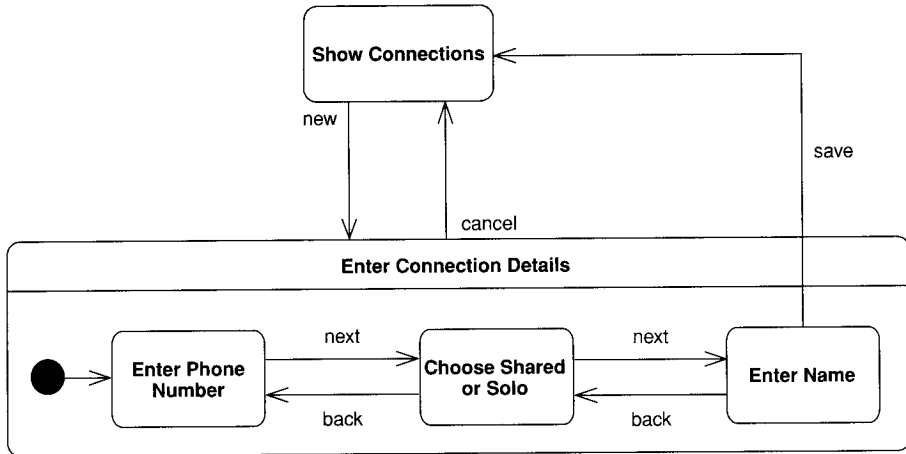 Show Connections
new
save
cancel
Enter Connection Details
next
next
Enter Phone
Number
Choose Shared
or Solo
Enter Name
back
back